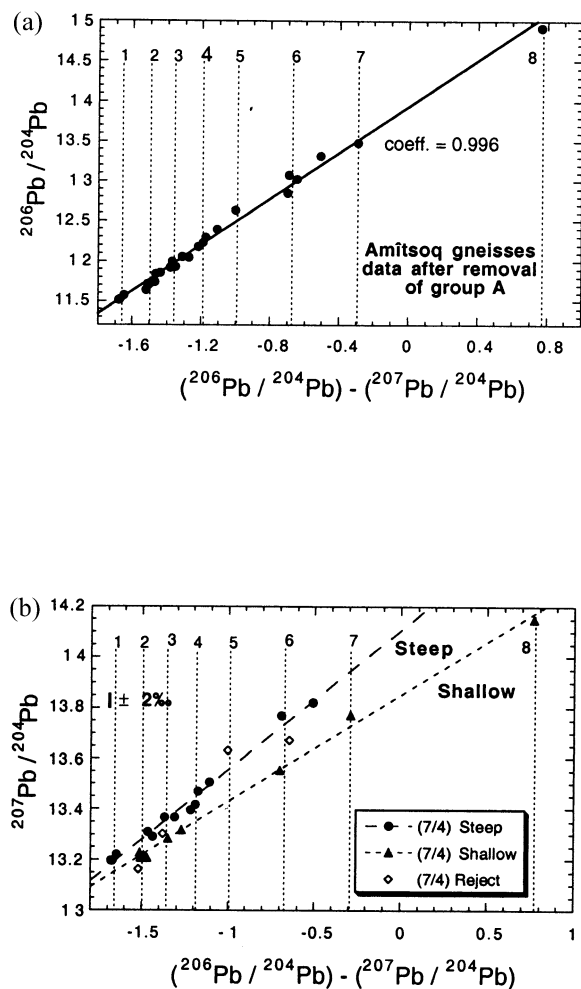 (a)
15
14.5
14
13.5
13
12.5
12
11.5
206Pb / 204Pb
1 2 3 4 5 6 7 8
coeff. = 0.996
Amîtsoq gneisses
data after removal
of group A
-1.6 -1.2 -0.8 -0.4 0 0.4 0.8
(206Pb / 204Pb) - (207Pb / 204Pb)
(b)
14.2
14
13.8
13.6
13.4
13.2
13
207Pb / 204Pb
1 2 3 4 5 6 7 8
Steep
Shallow
I ± 2‰
(7/4) Steep
(7/4) Shallow
(7/4) Reject
-1.5 -1 -0.5 0 0.5 1
(206Pb / 204Pb) - (207Pb / 204Pb)